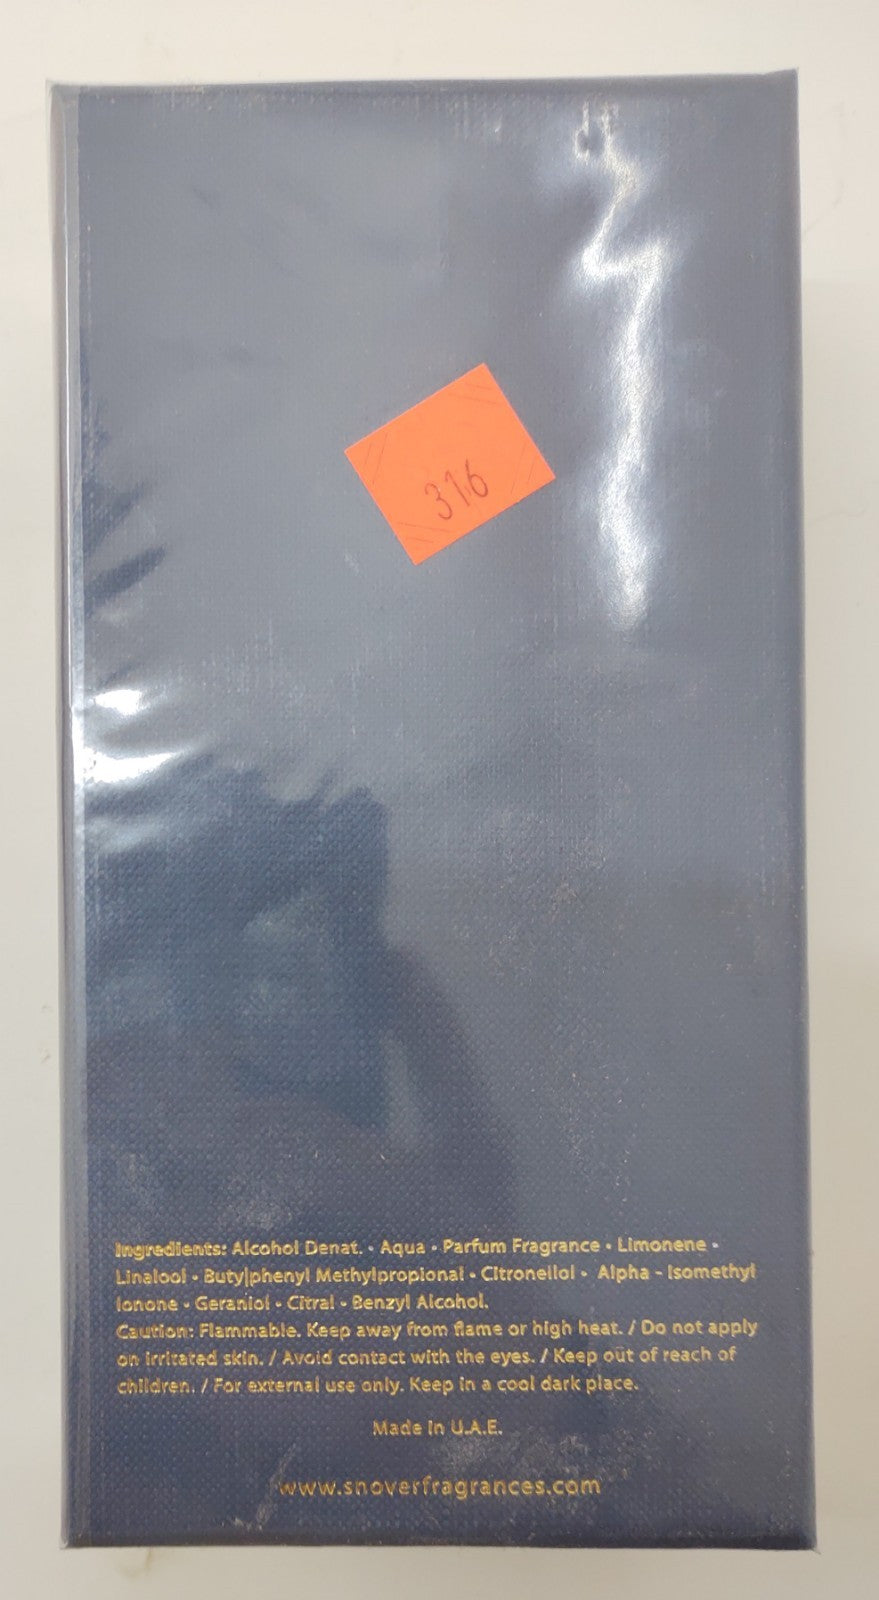 316
Ingredients: Alcohol Denat. • Aqua • Parfum Fragrance • Limonene •
Linalool • Butylphenyl Methylpropional • Citronellol • Alpha - Isomethyl
Ionone • Geraniol • Citral • Benzyl Alcohol.
Caution: Flammable. Keep away from flame or high heat. / Do not apply
on irritated skin. / Avoid contact with the eyes. / Keep out of reach of
children. / For external use only. Keep in a cool dark place.
Made in U.A.E.
www.snoverfragrances.com